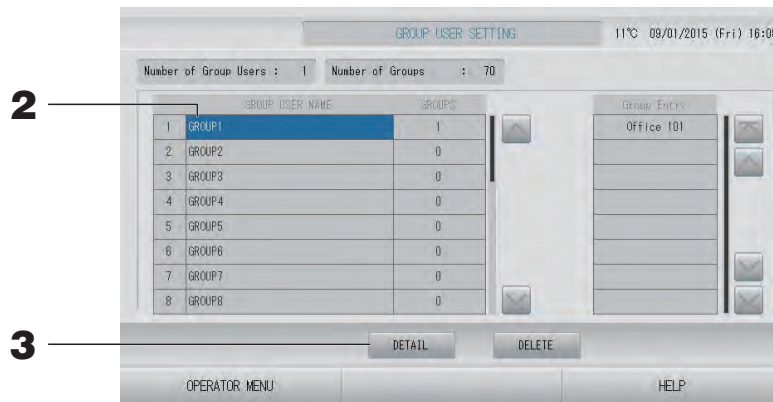 GROUP USER SETTING 11°C 09/01/2015 (Fri) 16:05
Number of Group Users : 1 Number of Groups : 70
2
GROUP USER NAME GROUPS Group Entry
1 GROUP1 1 Office 101
2 GROUP2 0
3 GROUP3 0
4 GROUP4 0
5 GROUP5 0
6 GROUP6 0
7 GROUP7 0
8 GROUP8 0
3
DETAIL DELETE
OPERATOR MENU HELP